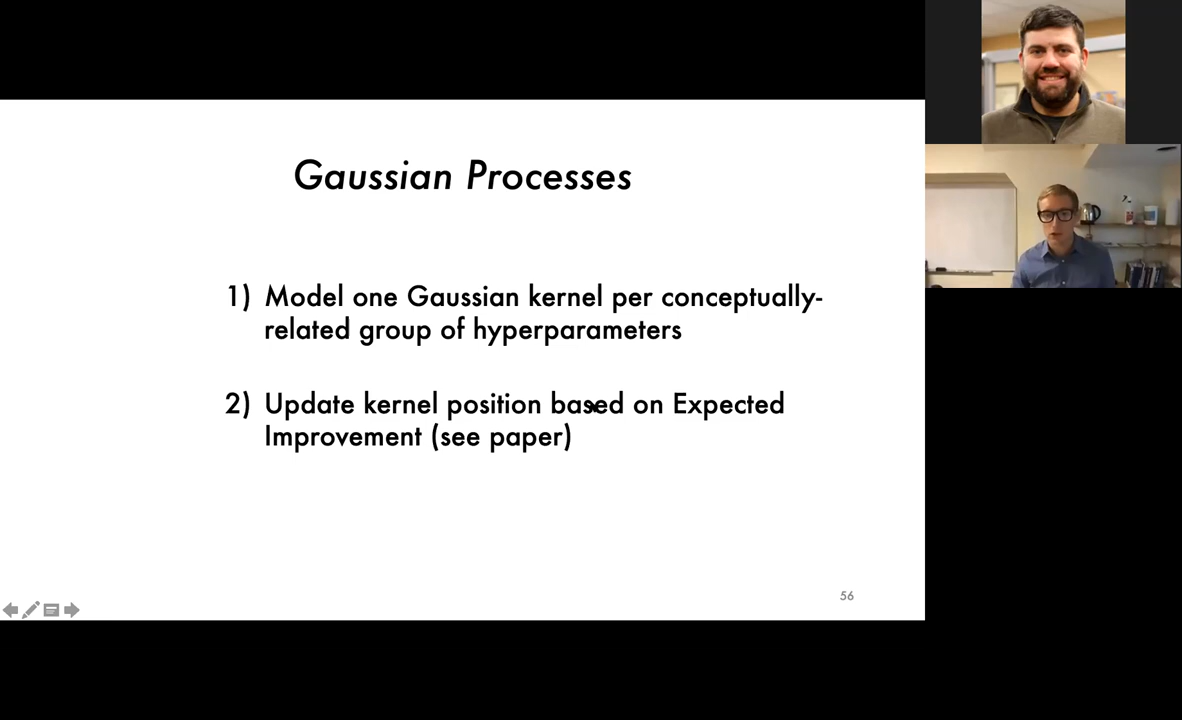 Gaussian Processes
1) Model one Gaussian kernel per conceptually-
related group of hyperparameters
2) Update kernel position based on Expected
Improvement (see paper)
56